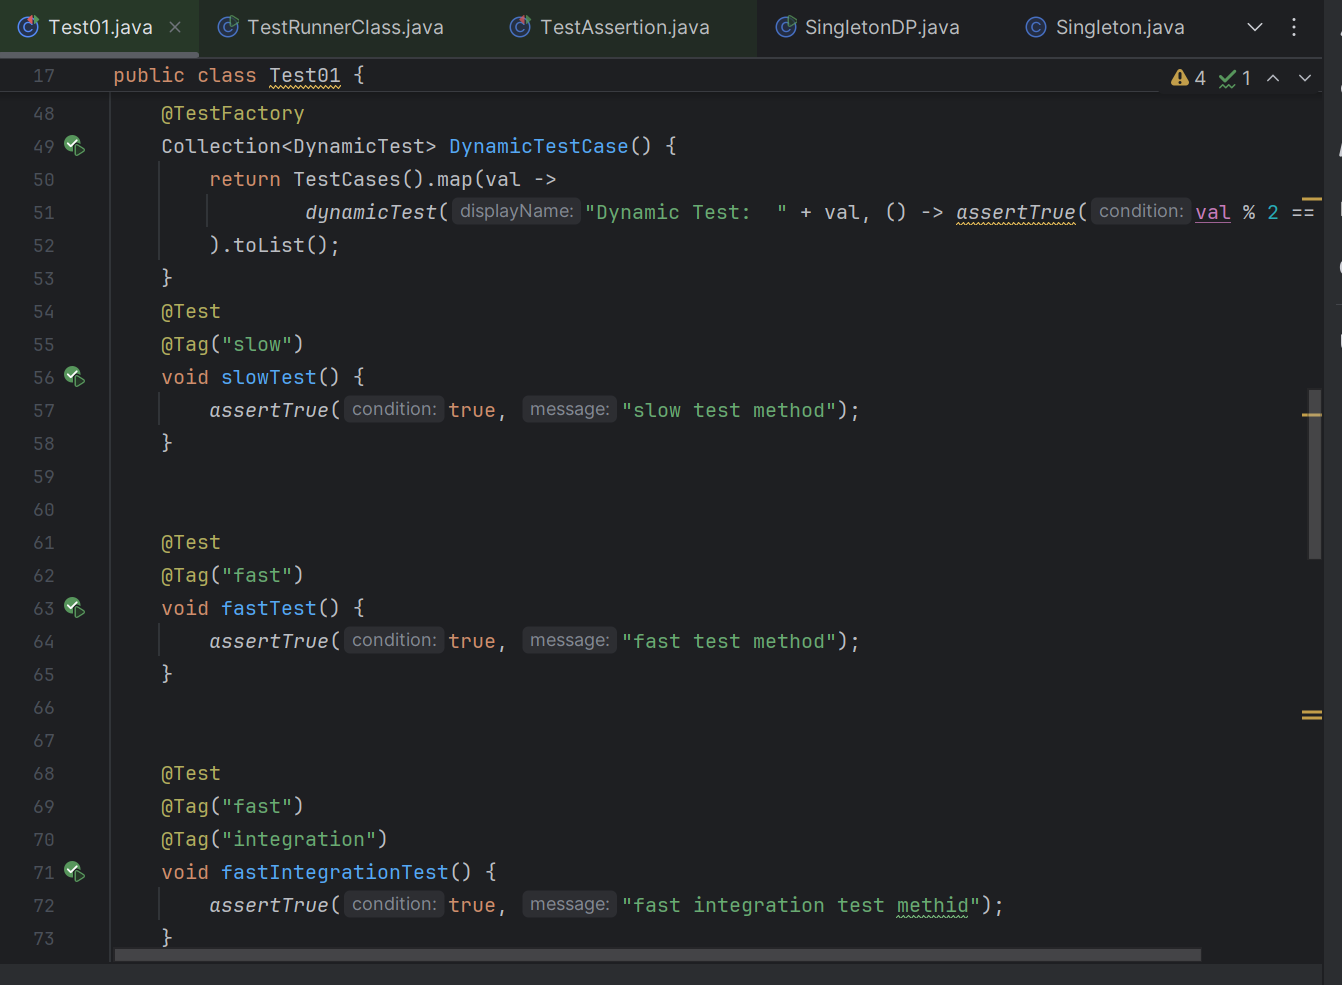 Test01.java TestRunnerClass.java TestAssertion.java SingletonDP.java Singleton.java
17 public class Test01 { 4 1
48 @TestFactory
49 Collection<DynamicTest> DynamicTestCase() {
50 return TestCases().map(val ->
51 dynamicTest( displayName: "Dynamic Test:  " + val, () -> assertTrue( condition: val % 2 ==
52 ).toList();
53 }
54 @Test
55 @Tag("slow")
56 void slowTest() {
57 assertTrue( condition: true, message: "slow test method");
58 }
59
60
61 @Test
62 @Tag("fast")
63 void fastTest() {
64 assertTrue( condition: true, message: "fast test method");
65 }
66
67
68 @Test
69 @Tag("fast")
70 @Tag("integration")
71 void fastIntegrationTest() {
72 assertTrue( condition: true, message: "fast integration test methid");
73 }